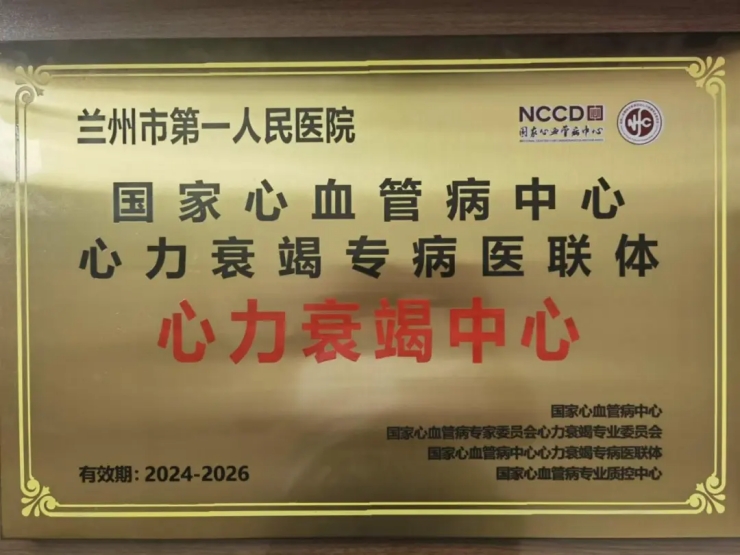 兰州市第一人民医院
NCCD
国家心血管病中心
国家心血管病中心
心力衰竭专病医联体
心力衰竭中心
国家心血管病中心
国家心血管病专家委员会心力衰竭专业委员会
国家心血管病中心心力衰竭专病医联体
国家心血管病专业质控中心
有效期：2024-2026